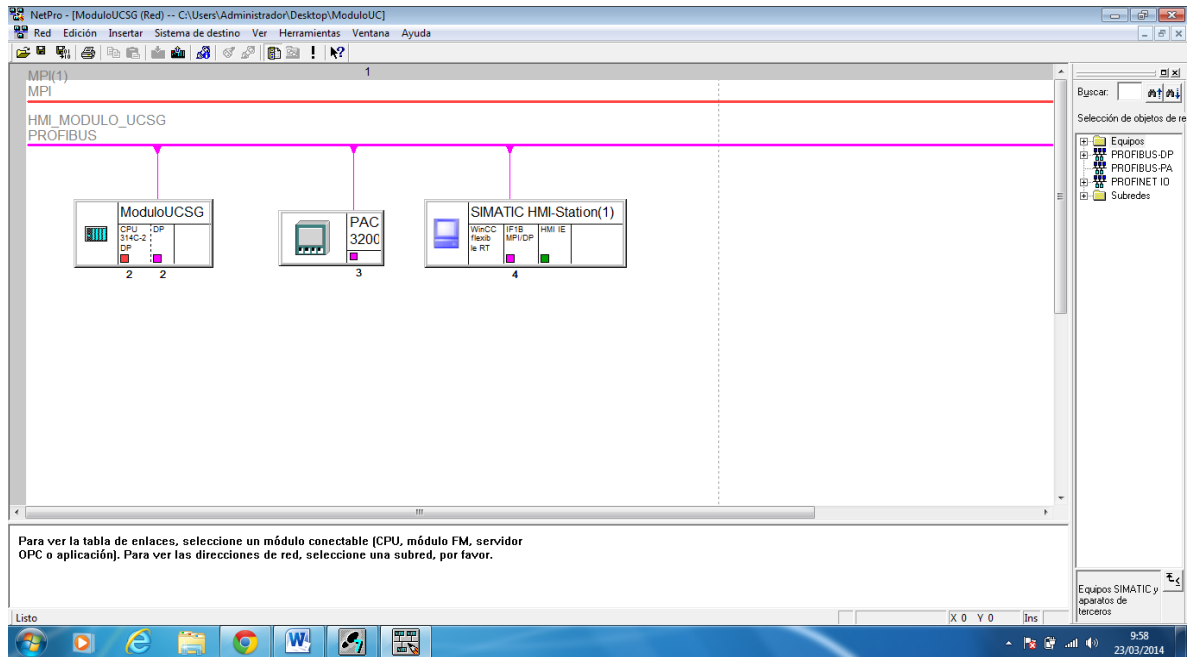 NetPro - [ModuloUCSG (Red) -- C:\Users\Administrador\Desktop\ModuloUC]
Red Edición Insertar Sistema de destino Ver Herramientas Ventana Ayuda
MPI(1)
MPI
1
HMI_MODULO_UCSG
PROFIBUS
ModuloUCSG
CPU
314C-2
DP
DP
2 2
PAC
3200
3
SIMATIC HMI-Station(1)
WinCC
flexib
le RT
IF1B
MPI/DP
HMI IE
4
Buscar:
Selección de objetos de re
Equipos
PROFIBUS-DP
PROFIBUS-PA
PROFINET IO
Subredes
Para ver la tabla de enlaces, seleccione un módulo conectable (CPU, módulo FM, servidor
OPC o aplicación). Para ver las direcciones de red, seleccione una subred, por favor.
Equipos SIMATIC y
aparatos de
terceros
Listo
X 0 Y 0 Ins
9:58
23/03/2014